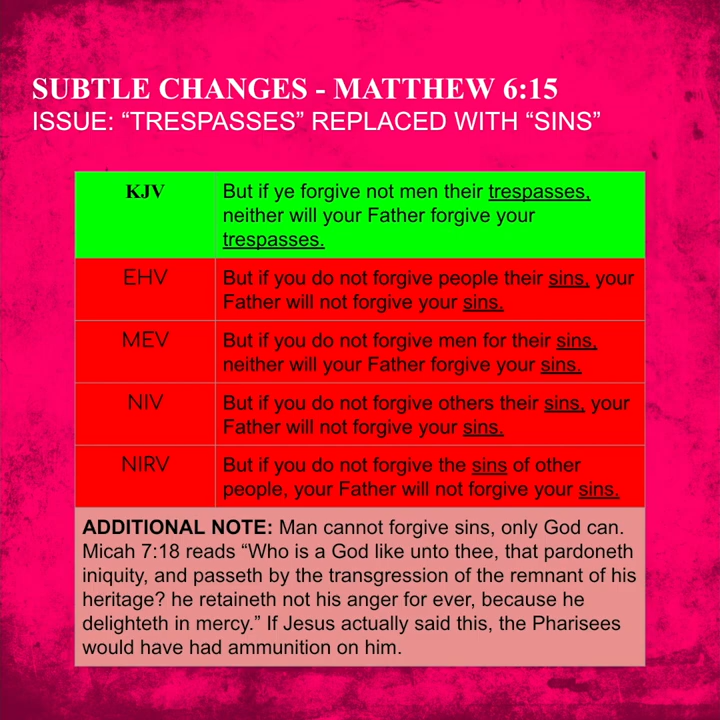 SUBTLE CHANGES - MATTHEW 6:15
ISSUE: “TRESPASSES” REPLACED WITH “SINS”
KJV
But if ye forgive not men their trespasses,
neither will your Father forgive your
trespasses.
EHV
But if you do not forgive people their sins, your
Father will not forgive your sins.
MEV
But if you do not forgive men for their sins,
neither will your Father forgive your sins.
NIV
But if you do not forgive others their sins, your
Father will not forgive your sins.
NIRV
But if you do not forgive the sins of other
people, your Father will not forgive your sins.
ADDITIONAL NOTE: Man cannot forgive sins, only God can.
Micah 7:18 reads “Who is a God like unto thee, that pardoneth
iniquity, and passeth by the transgression of the remnant of his
heritage? he retaineth not his anger for ever, because he
delighteth in mercy.” If Jesus actually said this, the Pharisees
would have had ammunition on him.